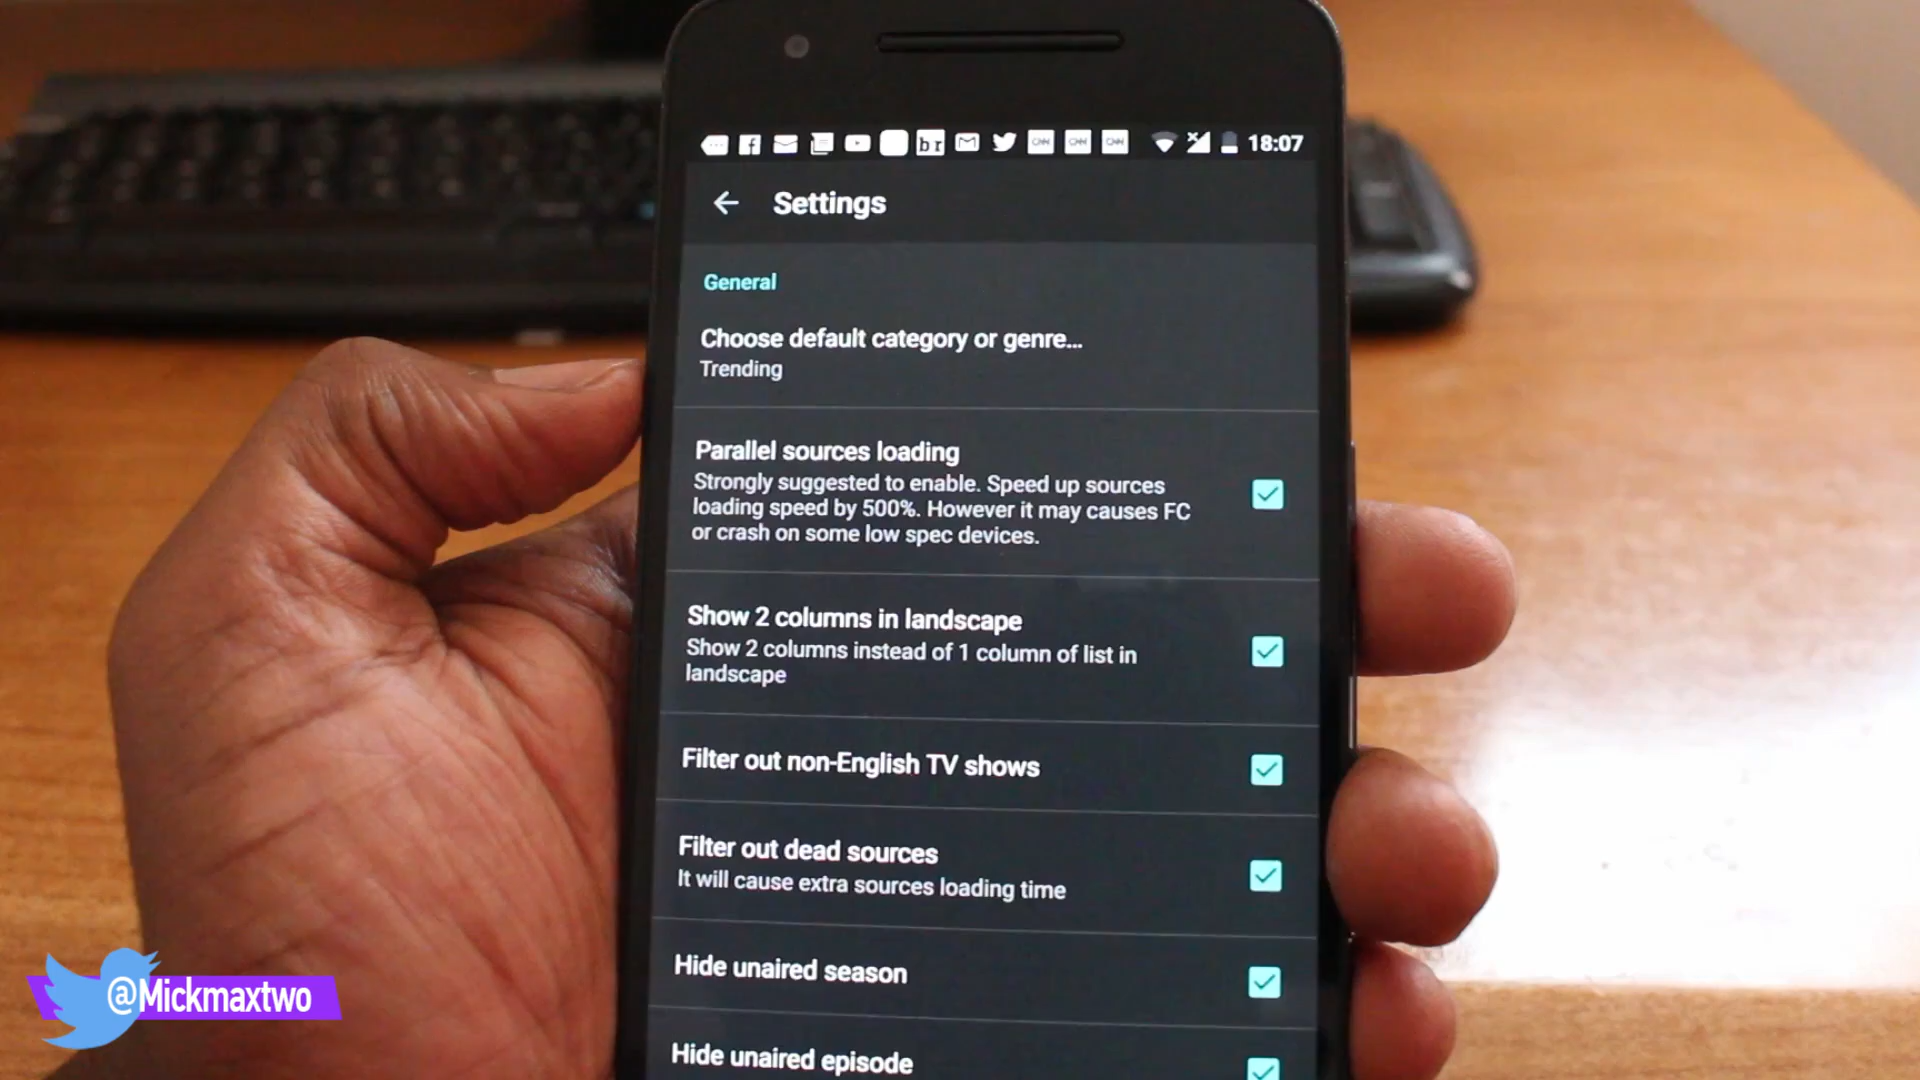 br CNN CNN CNN 18:07
Settings
General
Choose default category or genre...
Trending
Parallel sources loading
Strongly suggested to enable. Speed up sources
loading speed by 500%. However it may causes FC
or crash on some low spec devices.
Show 2 columns in landscape
Show 2 columns instead of 1 column of list in
landscape
Filter out non-English TV shows
Filter out dead sources
It will cause extra sources loading time
Hide unaired season
Hide unaired episode
@Mickmaxtwo